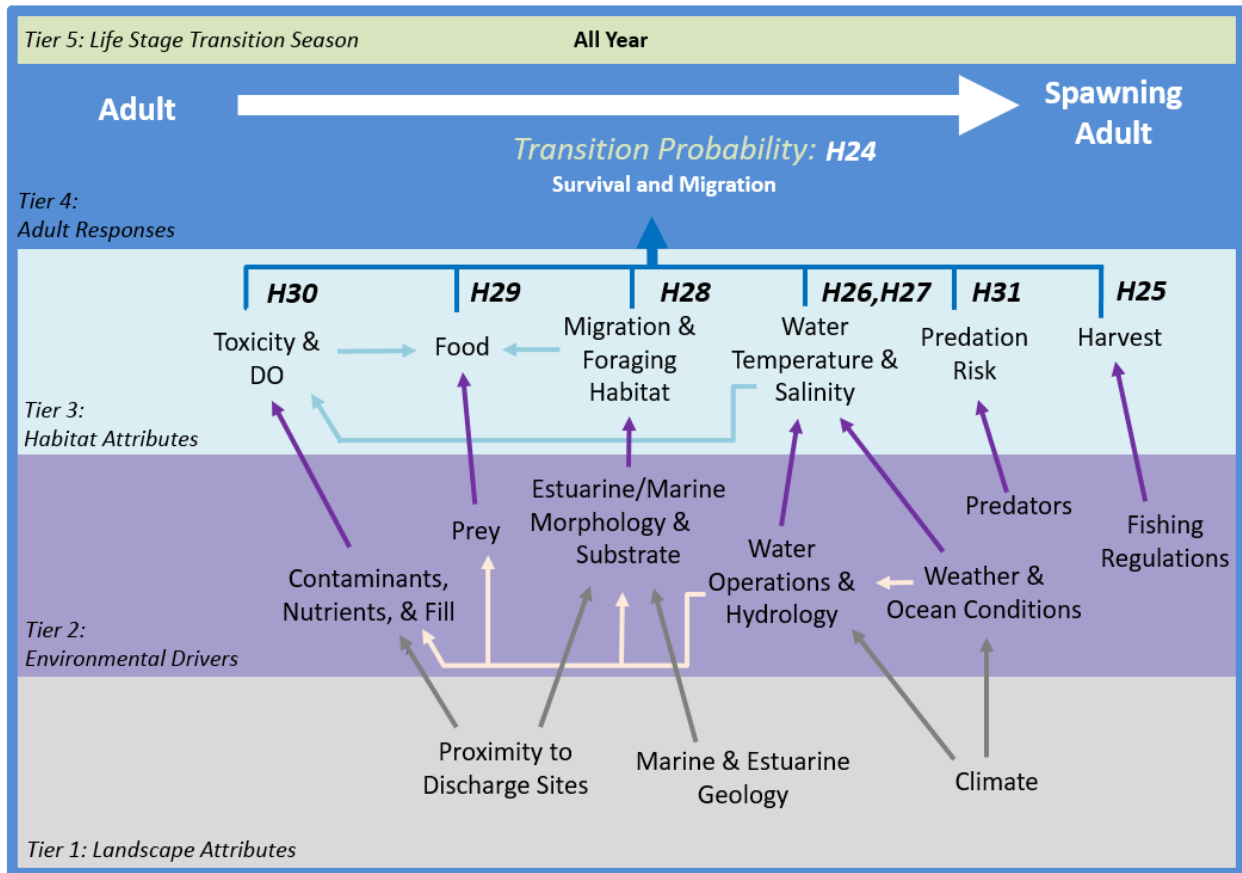 Tier 5: Life Stage Transition Season
All Year
Adult
Spawning
Adult
Transition Probability: H24
Survival and Migration
Tier 4:
Adult Responses
H30
H29
H28
H26,H27
H31
H25
Toxicity &
DO
Food
Migration &
Foraging
Habitat
Water
Temperature &
Salinity
Predation
Risk
Harvest
Tier 3:
Habitat Attributes
Contaminants,
Nutrients, & Fill
Prey
Estuarine/Marine
Morphology &
Substrate
Water
Operations &
Hydrology
Weather &
Ocean Conditions
Predators
Fishing
Regulations
Tier 2:
Environmental Drivers
Proximity to
Discharge Sites
Marine & Estuarine
Geology
Climate
Tier 1: Landscape Attributes